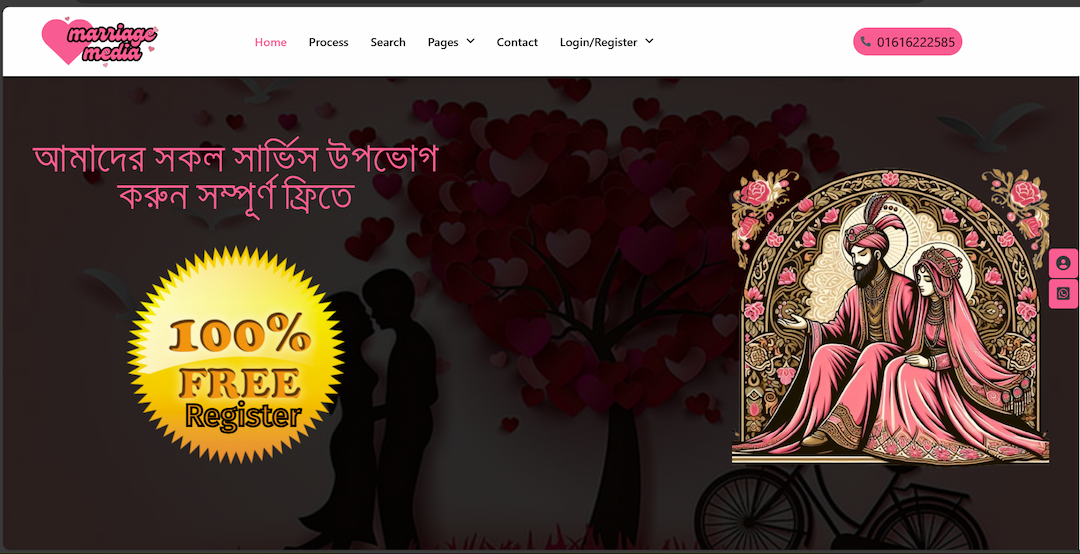 marriage
media
Home Process Search Pages Contact Login/Register 01616222585
আমাদের সকল সার্ভিস উপভোগ
করুন সম্পূর্ণ ফ্রিতে
100%
FREE
Register